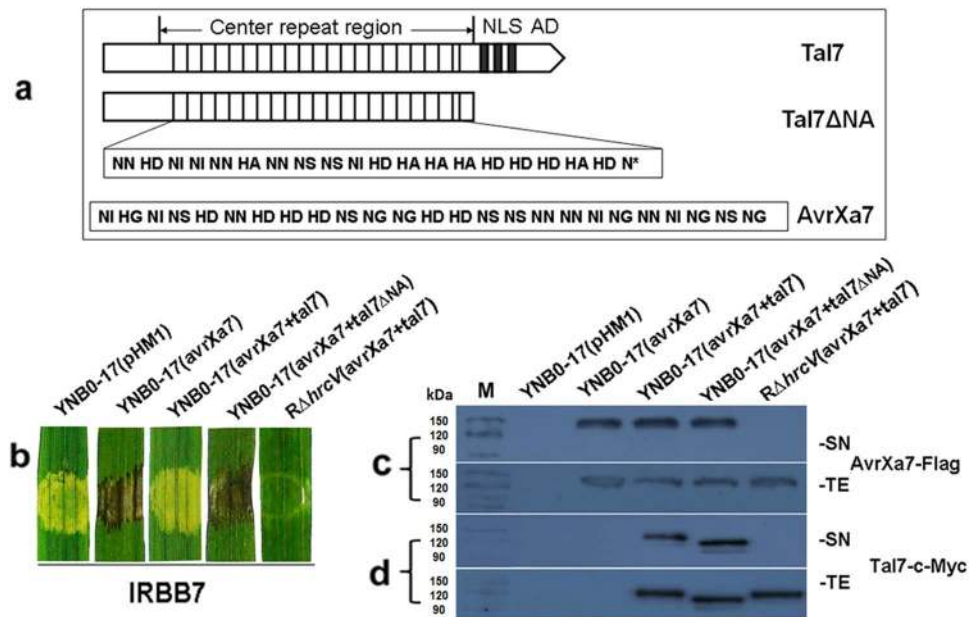 Center repeat region
NLS AD
Tal7
a
Tal7ΔNA
NN HD NI NI NN HA NN NS NS NI HD HA HA HA HD HD HD HA HD N*
NI HG NI NS HD NN HD HD HD NS NG NG HD HD NS NS NN NN NI NG NN NI NG NS NG
AvrXa7
YNB0-17(pHM1)
YNB0-17(avrXa7)
YNB0-17(avrXa7+tal7)
YNB0-17(avrXa7+tal7ΔNA)
RΔhrcV(avrXa7+tal7)
b
IRBB7
YNB0-17(pHM1)
YNB0-17(avrXa7)
YNB0-17(avrXa7+tal7)
YNB0-17(avrXa7+tal7ΔNA)
RΔhrcV(avrXa7+tal7)
kDa
M
c
150
120
90
-SN
AvrXa7-Flag
150
120
90
-TE
d
150
120
90
-SN
Tal7-c-Myc
150
120
90
-TE